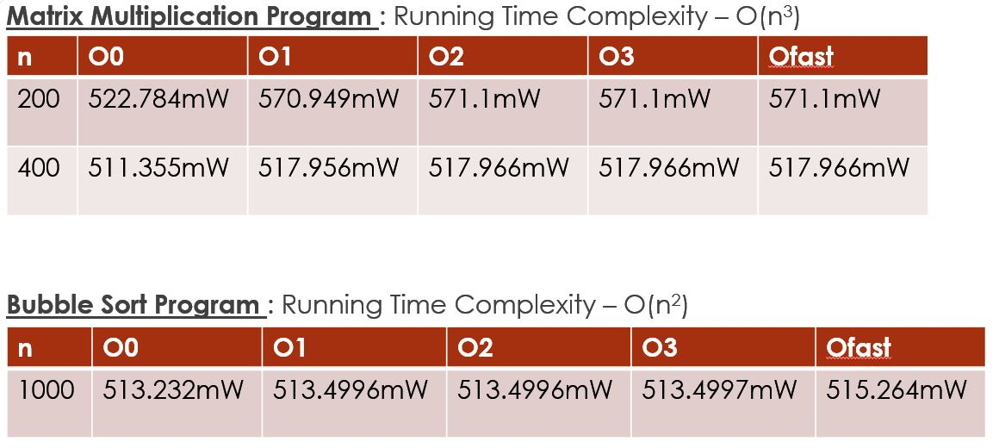 Matrix Multiplication Program : Running Time Complexity – O(n³)
n O0 O1 O2 O3 Ofast
200 522.784mW 570.949mW 571.1mW 571.1mW 571.1mW
400 511.355mW 517.956mW 517.966mW 517.966mW 517.966mW
Bubble Sort Program : Running Time Complexity – O(n²)
n O0 O1 O2 O3 Ofast
1000 513.232mW 513.4996mW 513.4996mW 513.4997mW 515.264mW